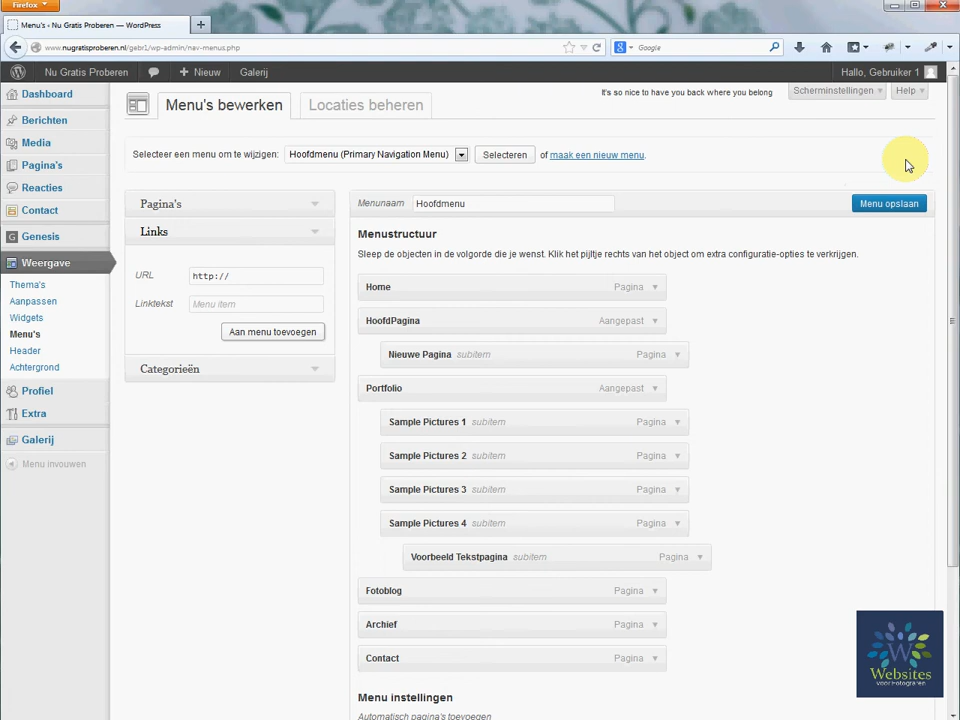 Firefox
Menu's ‹ Nu Gratis Proberen — WordPress
www.nugratisproberen.nl/gebr1/wp-admin/nav-menus.php
Google
Nu Gratis Proberen
Nieuw
Galerij
Hallo, Gebruiker 1
Dashboard
Berichten
Media
Pagina's
Reacties
Contact
Genesis
Weergave
Thema's
Aanpassen
Widgets
Menu's
Header
Achtergrond
Profiel
Extra
Galerij
Menu invouwen
Menu's bewerken
Locaties beheren
It's so nice to have you back where you belong
Scherminstellingen
Help
Selecteer een menu om te wijzigen:
Hoofdmenu (Primary Navigation Menu)
Selecteren
of maak een nieuw menu.
Pagina's
Links
URL
http://
Linktekst
Menu item
Aan menu toevoegen
Categorieën
Menunaam
Hoofdmenu
Menu opslaan
Menustructuur
Sleep de objecten in de volgorde die je wenst. Klik het pijltje rechts van het object om extra configuratie-opties te verkrijgen.
Home Pagina
HoofdPagina Aangepast
Nieuwe Pagina subitem Pagina
Portfolio Aangepast
Sample Pictures 1 subitem Pagina
Sample Pictures 2 subitem Pagina
Sample Pictures 3 subitem Pagina
Sample Pictures 4 subitem Pagina
Voorbeeld Tekstpagina subitem Pagina
Fotoblog Pagina
Archief Pagina
Contact Pagina
Menu instellingen
Automatisch pagina's toevoegen
W
Websites
voor Fotografen